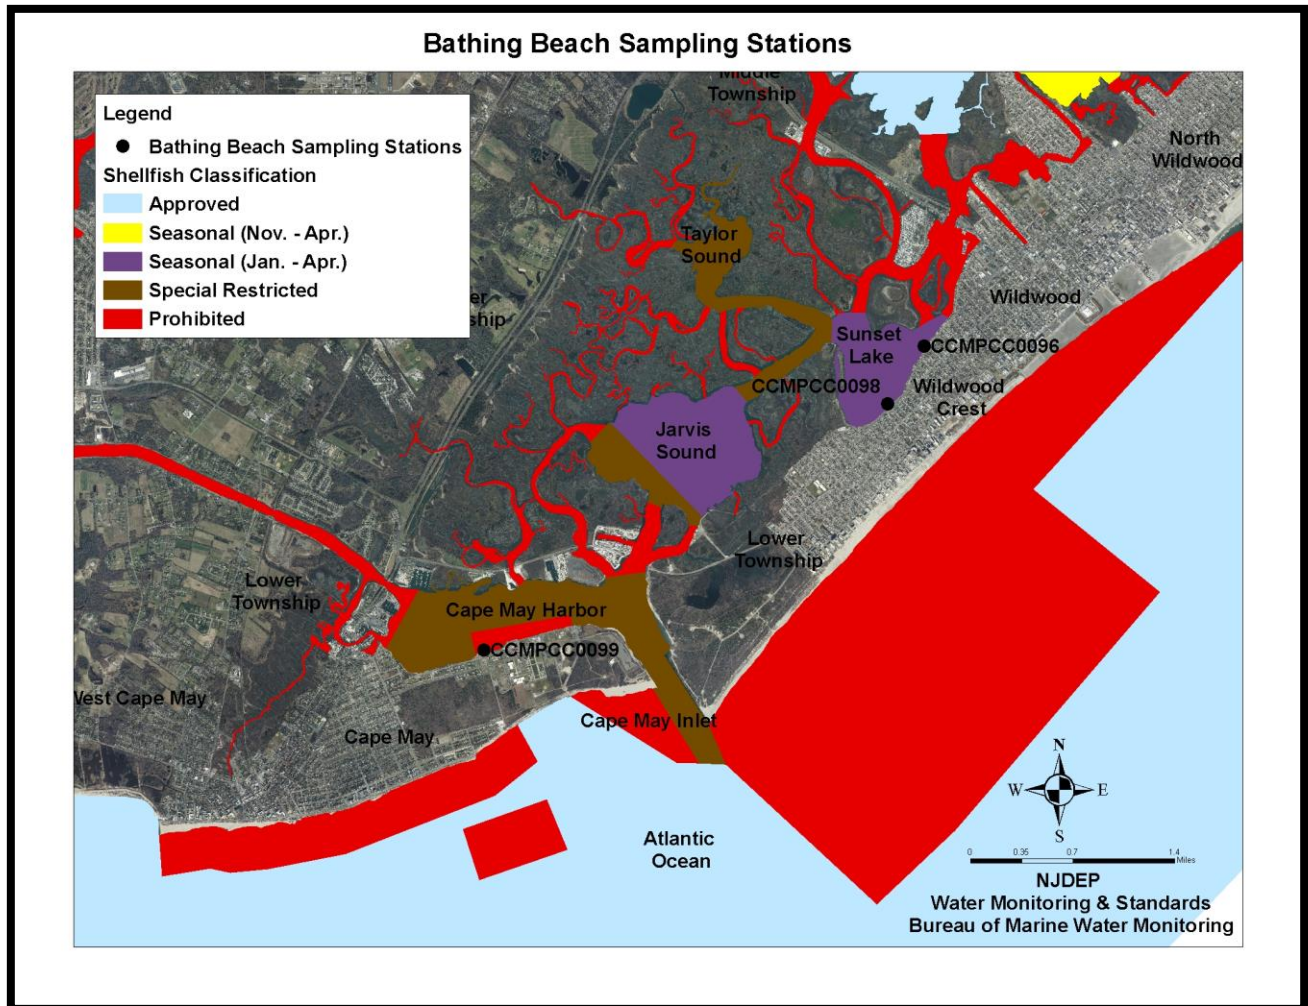 Bathing Beach Sampling Stations
Legend
Bathing Beach Sampling Stations
Shellfish Classification
Approved
Seasonal (Nov. - Apr.)
Seasonal (Jan. - Apr.)
Special Restricted
Prohibited
Middle
Township
North
Wildwood
Taylor
Sound
Wildwood
Sunset
Lake
CCMPCC0096
CCMPCC0098
Wildwood
Crest
Jarvis
Sound
Lower
Township
Lower
Township
Cape May Harbor
CCMPCC0099
West Cape May
Cape May
Cape May Inlet
Atlantic
Ocean
N
W E
S
0 0.35 0.7 1.4
Miles
NJDEP
Water Monitoring & Standards
Bureau of Marine Water Monitoring